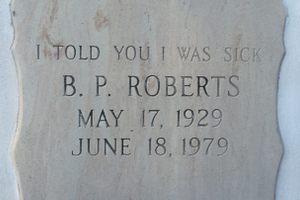 I TOLD YOU I WAS SICK
B. P. ROBERTS
MAY 17, 1929
JUNE 18, 1979